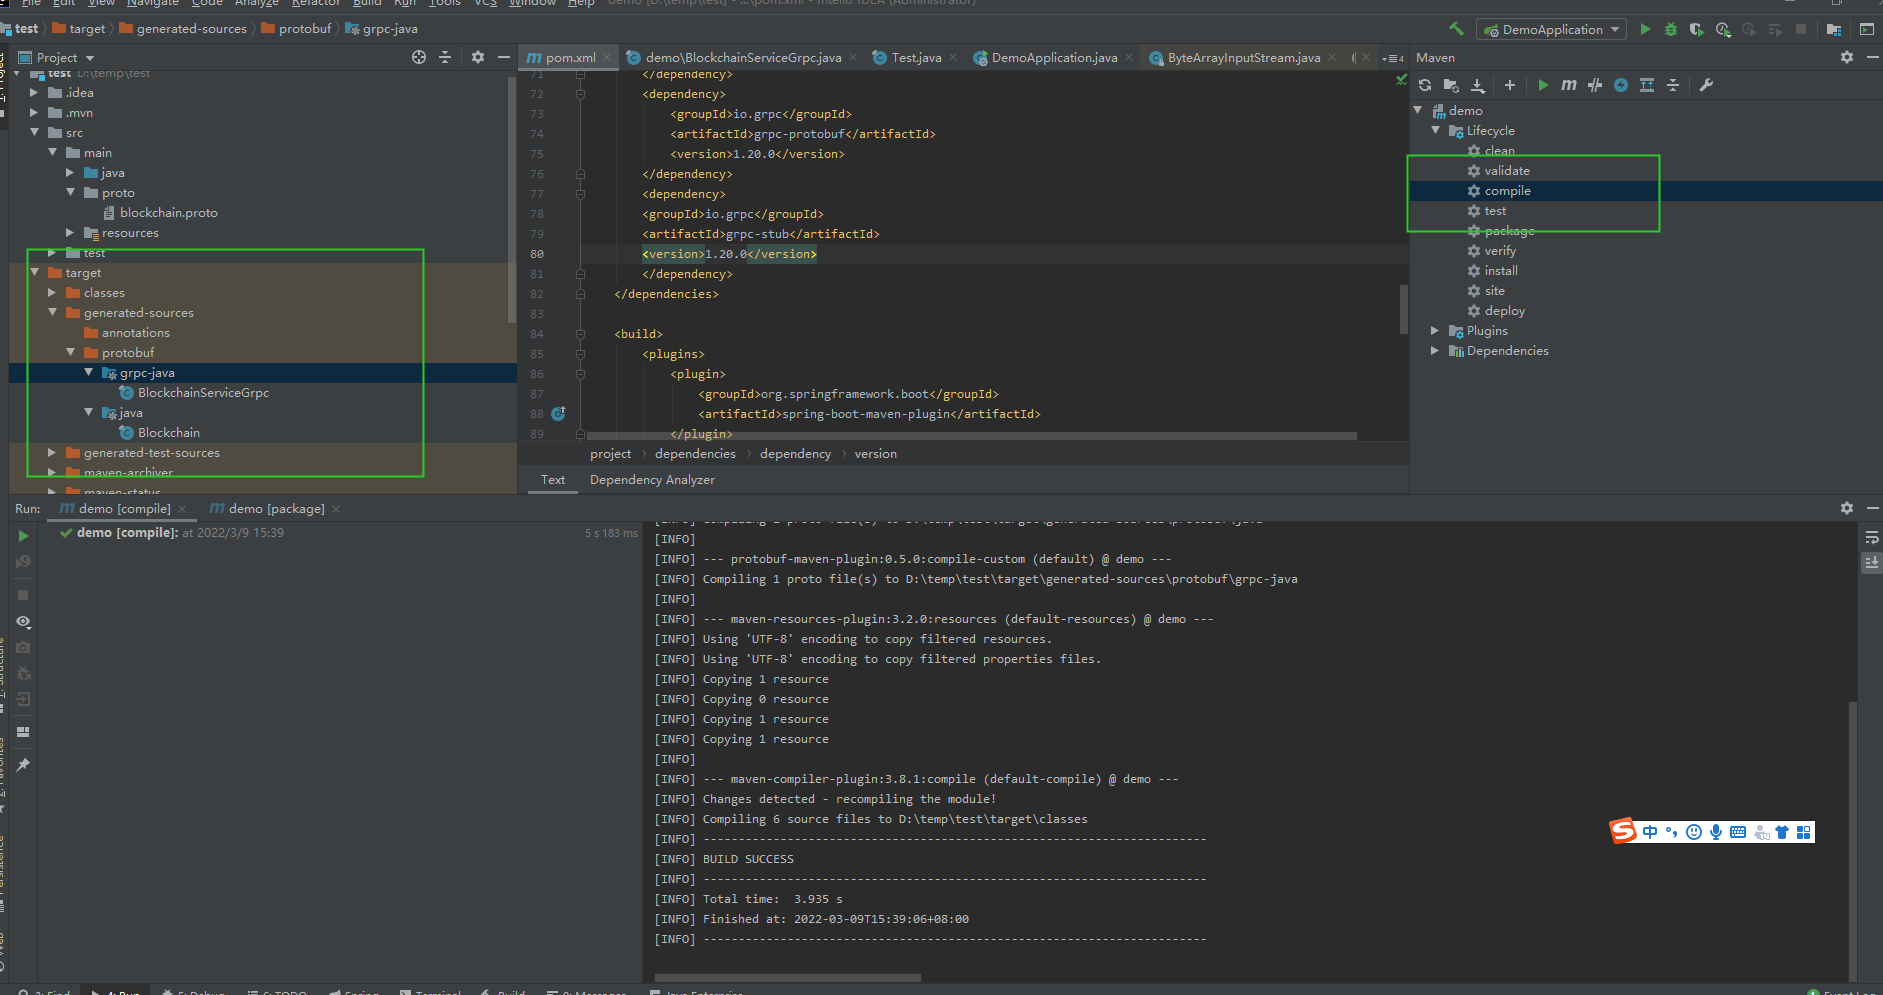 File Edit View Navigate Code Analyze Refactor Build Run Tools VCS Window Help demo [D:\temp\test] - ...\pom.xml - IntelliJ IDEA (Administrator)
test target generated-sources protobuf grpc-java DemoApplication
Project
test D:\temp\test
.idea
.mvn
src
main
java
proto
blockchain.proto
resources
test
target
classes
generated-sources
annotations
protobuf
grpc-java
BlockchainServiceGrpc
java
Blockchain
generated-test-sources
maven-archiver
maven-status
pom.xml demo\BlockchainServiceGrpc.java Test.java DemoApplication.java ByteArrayInputStream.java 4
71 </dependency>
72 <dependency>
73 <groupId>io.grpc</groupId>
74 <artifactId>grpc-protobuf</artifactId>
75 <version>1.20.0</version>
76 </dependency>
77 <dependency>
78 <groupId>io.grpc</groupId>
79 <artifactId>grpc-stub</artifactId>
80 <version>1.20.0</version>
81 </dependency>
82 </dependencies>
83
84 <build>
85 <plugins>
86 <plugin>
87 <groupId>org.springframework.boot</groupId>
88 <artifactId>spring-boot-maven-plugin</artifactId>
89 </plugin>
project dependencies dependency version
Text Dependency Analyzer
Maven
demo
Lifecycle
clean
validate
compile
test
package
verify
install
site
deploy
Plugins
Dependencies
Run: demo [compile] demo [package]
demo [compile]: at 2022/3/9 15:39 5 s 183 ms
[INFO] Compiling 1 proto file(s) to D:\temp\test\target\generated-sources\protobuf\java
[INFO]
[INFO] --- protobuf-maven-plugin:0.5.0:compile-custom (default) @ demo ---
[INFO] Compiling 1 proto file(s) to D:\temp\test\target\generated-sources\protobuf\grpc-java
[INFO]
[INFO] --- maven-resources-plugin:3.2.0:resources (default-resources) @ demo ---
[INFO] Using 'UTF-8' encoding to copy filtered resources.
[INFO] Using 'UTF-8' encoding to copy filtered properties files.
[INFO] Copying 1 resource
[INFO] Copying 0 resource
[INFO] Copying 1 resource
[INFO] Copying 1 resource
[INFO]
[INFO] --- maven-compiler-plugin:3.8.1:compile (default-compile) @ demo ---
[INFO] Changes detected - recompiling the module!
[INFO] Compiling 6 source files to D:\temp\test\target\classes
[INFO] ------------------------------------------------------------------------
[INFO] BUILD SUCCESS
[INFO] ------------------------------------------------------------------------
[INFO] Total time:  3.935 s
[INFO] Finished at: 2022-03-09T15:39:06+08:00
[INFO] ------------------------------------------------------------------------
中
3: Find 4: Run 5: Debug 6: TODO Spring Terminal Build 0: Messages Java Enterprise Event Log